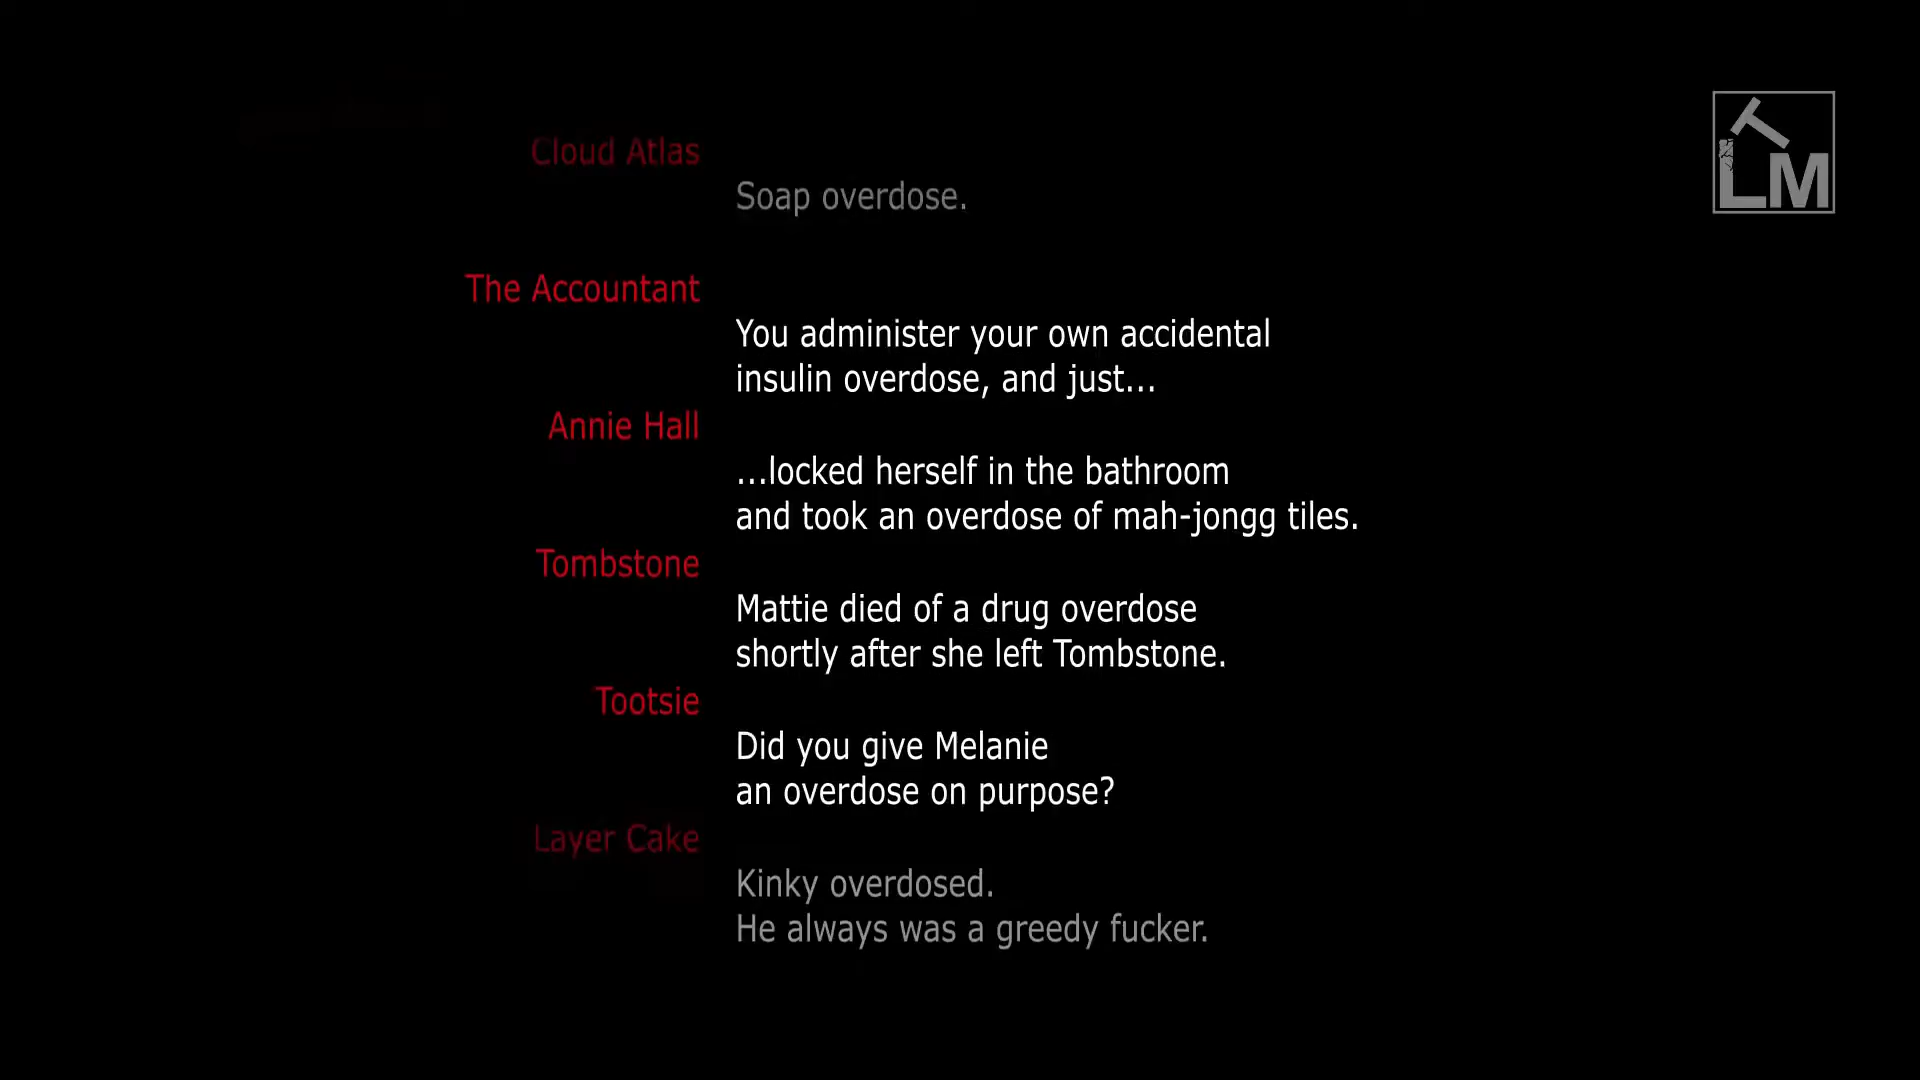 Cloud Atlas
Soap overdose.
The Accountant
You administer your own accidental
insulin overdose, and just...
Annie Hall
...locked herself in the bathroom
and took an overdose of mah-jongg tiles.
Tombstone
Mattie died of a drug overdose
shortly after she left Tombstone.
Tootsie
Did you give Melanie
an overdose on purpose?
Layer Cake
Kinky overdosed.
He always was a greedy fucker.
TLM